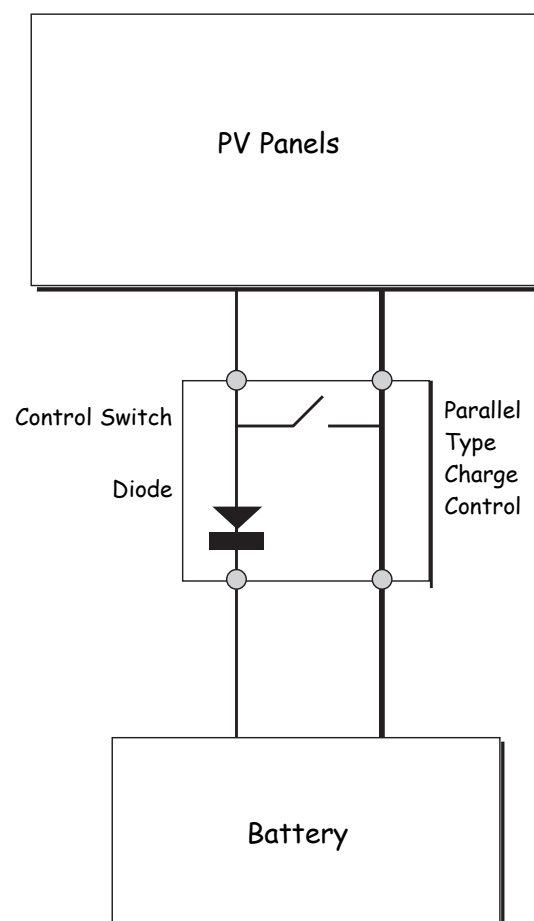 PV Panels
Control Switch
Diode
Parallel
Type
Charge
Control
Battery